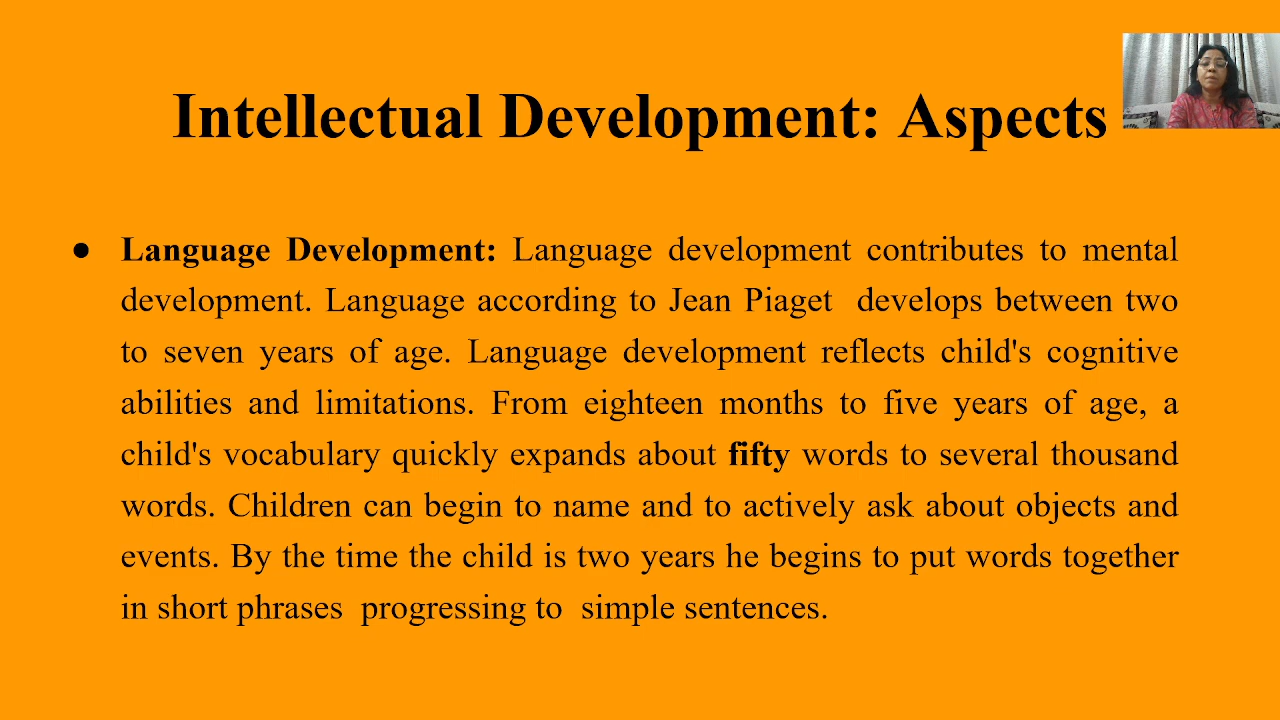 Intellectual Development: Aspects
● Language Development: Language development contributes to mental
development. Language according to Jean Piaget  develops between two
to seven years of age. Language development reflects child's cognitive
abilities and limitations. From eighteen months to five years of age, a
child's vocabulary quickly expands about fifty words to several thousand
words. Children can begin to name and to actively ask about objects and
events. By the time the child is two years he begins to put words together
in short phrases  progressing to  simple sentences.